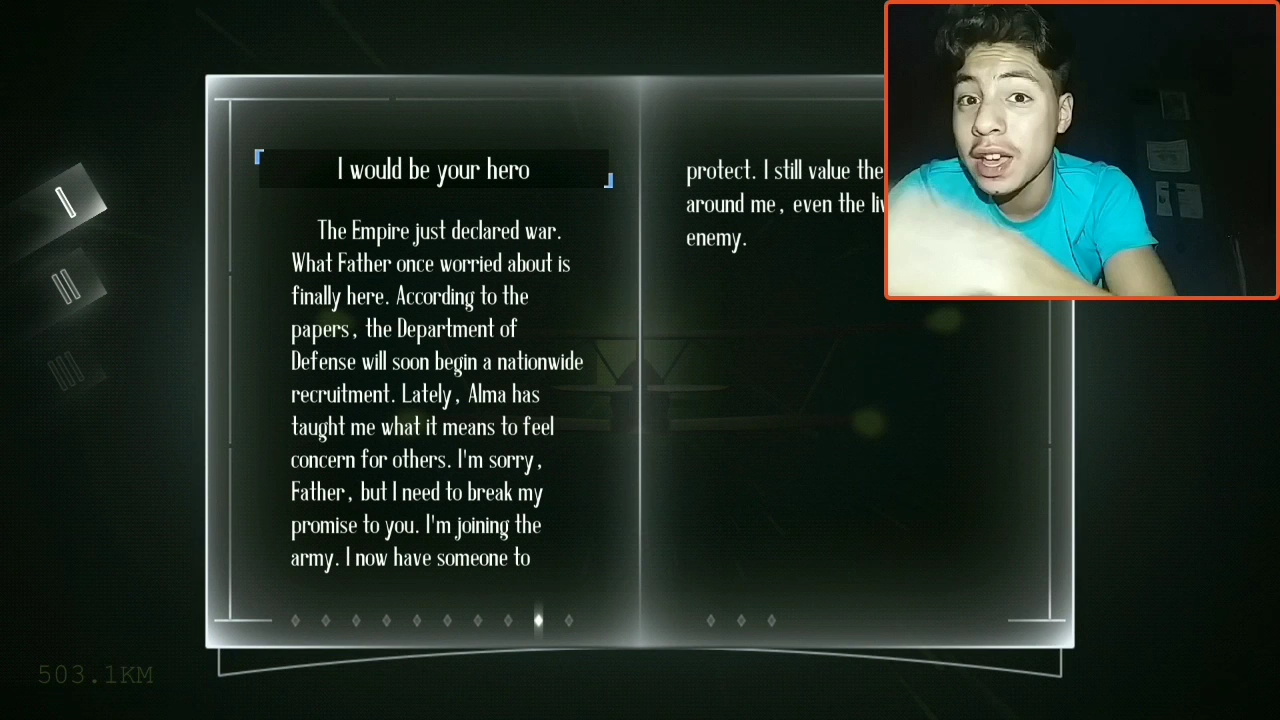 I would be your hero
The Empire just declared war.
What Father once worried about is
finally here. According to the
papers, the Department of
Defense will soon begin a nationwide
recruitment. Lately, Alma has
taught me what it means to feel
concern for others. I'm sorry,
Father, but I need to break my
promise to you. I'm joining the
army. I now have someone to
protect. I still value the
around me, even the
enemy.
503.1KM